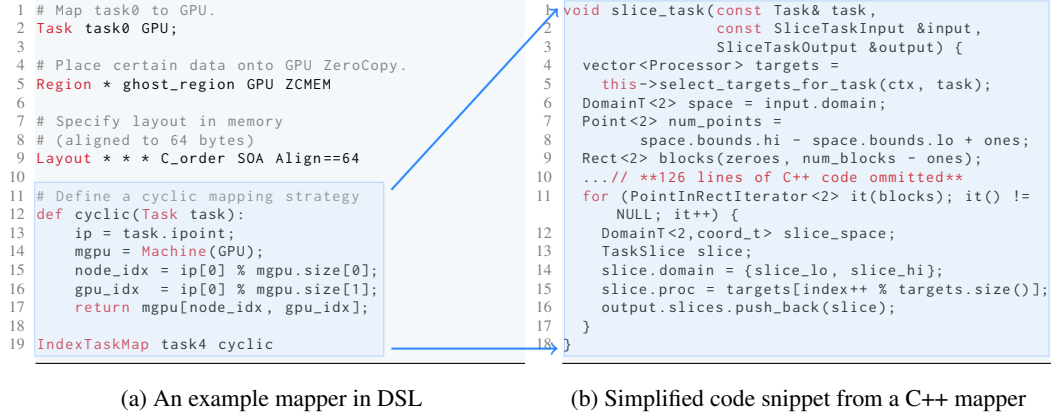 1 # Map task0 to GPU.
2 Task task0 GPU;
3
4 # Place certain data onto GPU ZeroCopy.
5 Region * ghost_region GPU ZCMEM
6
7 # Specify layout in memory
8 # (aligned to 64 bytes)
9 Layout * * * C_order SOA Align==64
10
11 # Define a cyclic mapping strategy
12 def cyclic(Task task):
13     ip = task.ipoint;
14     mgpu = Machine(GPU);
15     node_idx = ip[0] % mgpu.size[0];
16     gpu_idx  = ip[0] % mgpu.size[1];
17     return mgpu[node_idx, gpu_idx];
18
19 IndexTaskMap task4 cyclic
(a) An example mapper in DSL
1 void slice_task(const Task& task,
2                 const SliceTaskInput &input,
3                 SliceTaskOutput &output) {
4   vector<Processor> targets =
5     this->select_targets_for_task(ctx, task);
6   DomainT<2> space = input.domain;
7   Point<2> num_points =
8         space.bounds.hi - space.bounds.lo + ones;
9   Rect<2> blocks(zeroes, num_blocks - ones);
10   ...// **126 lines of C++ code ommitted**
11   for (PointInRectIterator<2> it(blocks); it() !=
        NULL; it++) {
12     DomainT<2,coord_t> slice_space;
13     TaskSlice slice;
14     slice.domain = {slice_lo, slice_hi};
15     slice.proc = targets[index++ % targets.size()];
16     output.slices.push_back(slice);
17   }
18 }
(b) Simplified code snippet from a C++ mapper